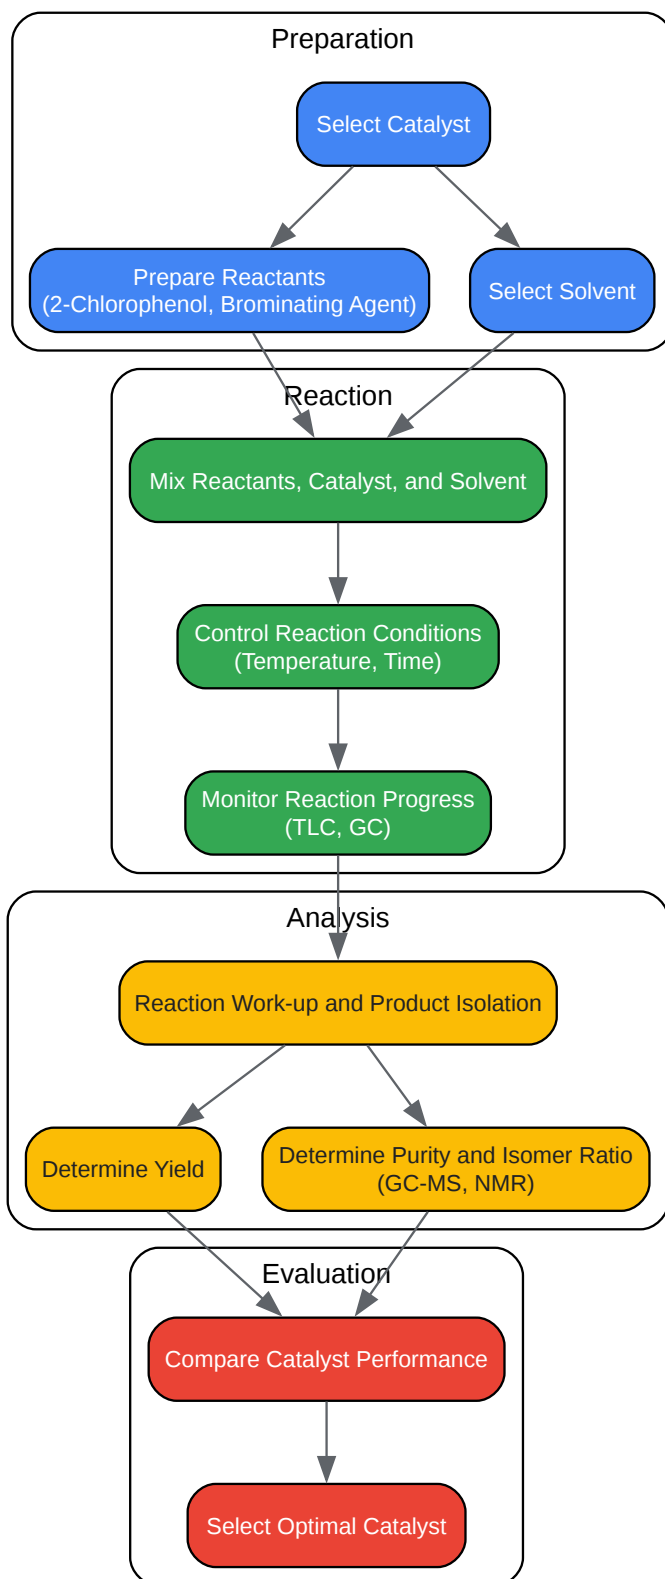 Preparation
Select Catalyst
Prepare Reactants
(2-Chlorophenol, Brominating Agent)
Select Solvent
Reaction
Mix Reactants, Catalyst, and Solvent
Control Reaction Conditions
(Temperature, Time)
Monitor Reaction Progress
(TLC, GC)
Analysis
Reaction Work-up and Product Isolation
Determine Yield
Determine Purity and Isomer Ratio
(GC-MS, NMR)
Evaluation
Compare Catalyst Performance
Select Optimal Catalyst